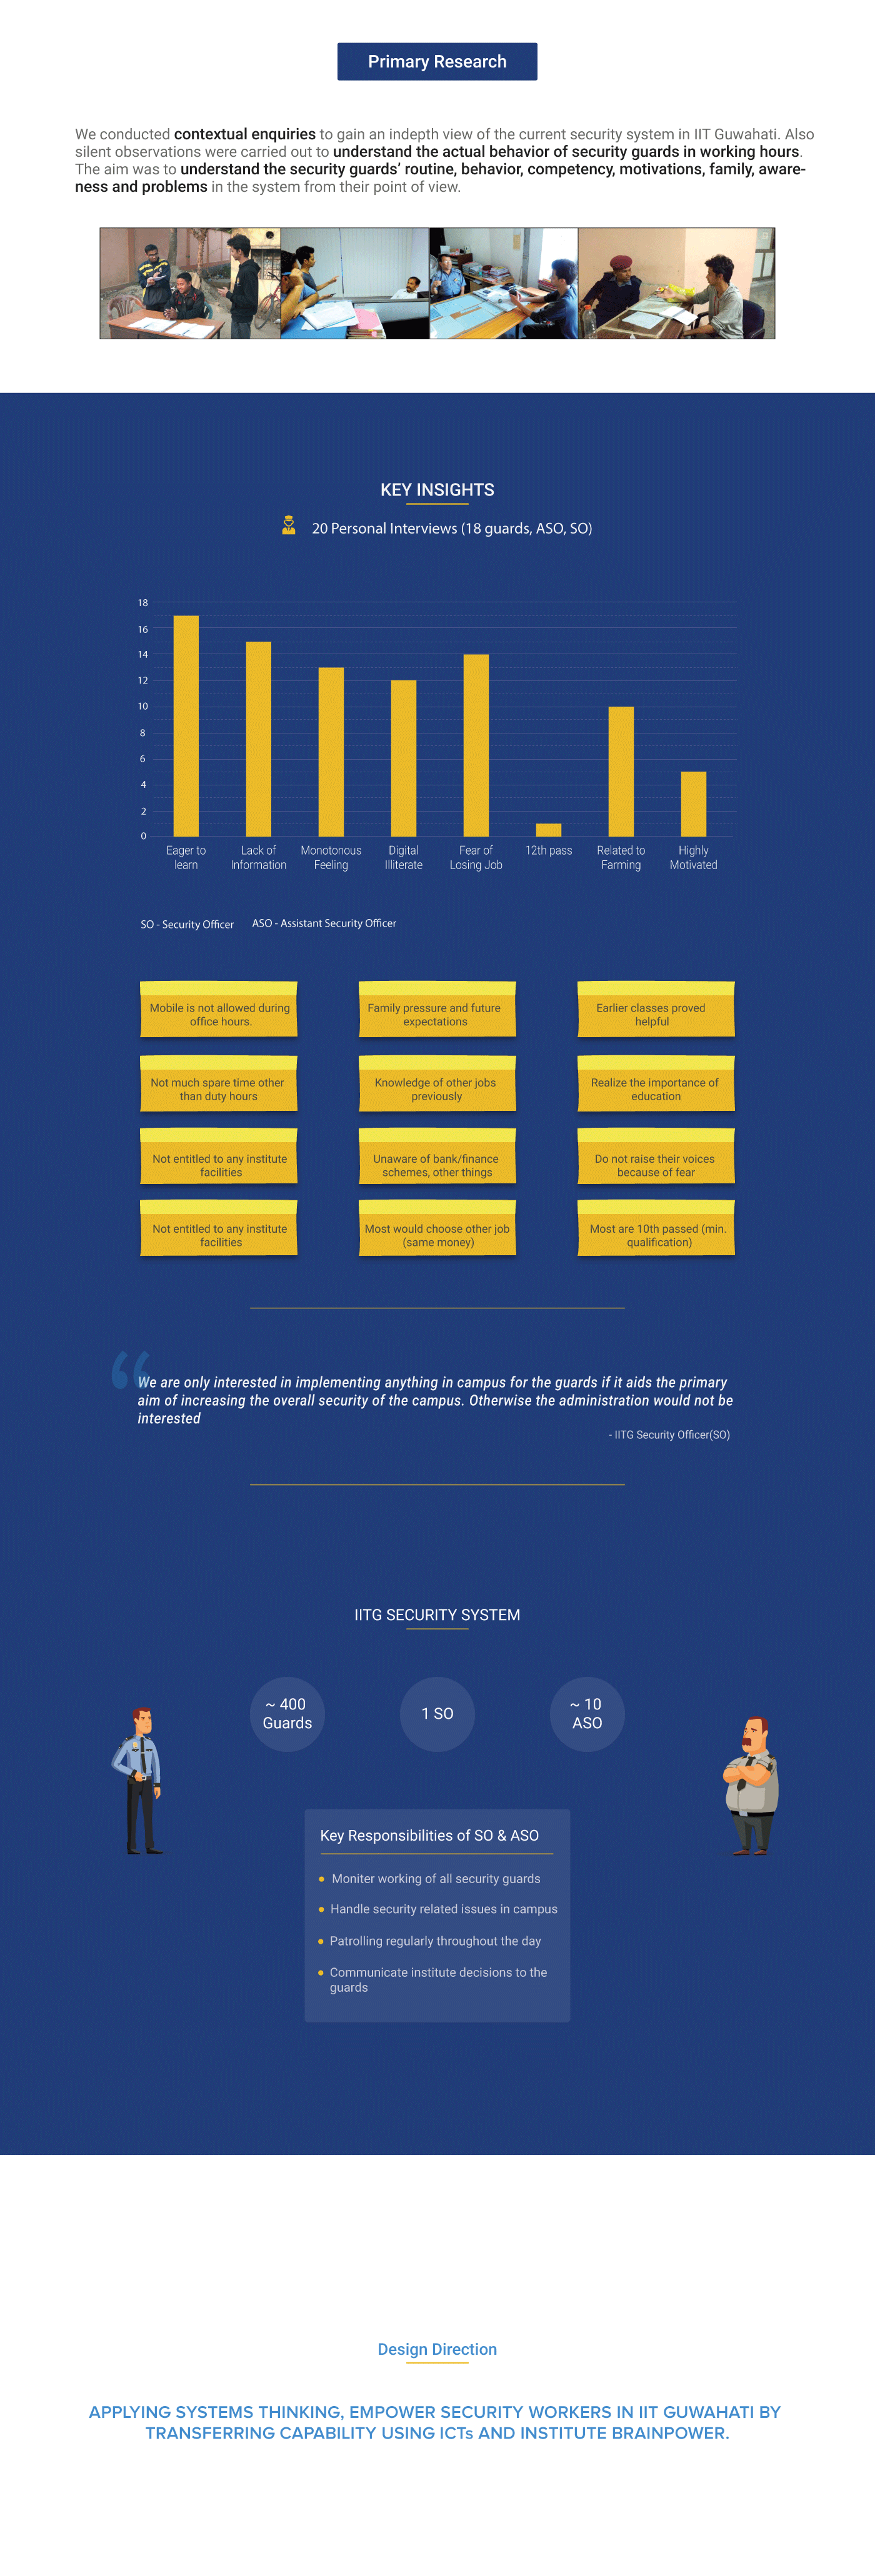 Primary Research
We conducted contextual enquiries to gain an indepth view of the current security system in IIT Guwahati. Also
silent observations were carried out to understand the actual behavior of security guards in working hours.
The aim was to understand the security guards' routine, behavior, competency, motivations, family, aware-
ness and problems in the system from their point of view.
KEY INSIGHTS
20 Personal Interviews (18 guards, ASO, SO)
18
16
14
12
10
8
6
4
2
0
Eager to
learn
Lack of
Information
Monotonous
Feeling
Digital
Illiterate
Fear of
Losing Job
12th pass
Related to
Farming
Highly
Motivated
SO - Security Officer
ASO - Assistant Security Officer
Mobile is not allowed during
office hours.
Family pressure and future
expectations
Earlier classes proved
helpful
Not much spare time other
than duty hours
Knowledge of other jobs
previously
Realize the importance of
education
Not entitled to any institute
facilities
Unaware of bank/finance
schemes, other things
Do not raise their voices
because of fear
Not entitled to any institute
facilities
Most would choose other job
(same money)
Most are 10th passed (min.
qualification)
“
We are only interested in implementing anything in campus for the guards if it aids the primary
aim of increasing the overall security of the campus. Otherwise the administration would not be
interested
- IITG Security Officer(SO)
IITG SECURITY SYSTEM
~ 400
Guards
1 SO
~ 10
ASO
Key Responsibilities of SO & ASO
Moniter working of all security guards
Handle security related issues in campus
Patrolling regularly throughout the day
Communicate institute decisions to the
guards
Design Direction
APPLYING SYSTEMS THINKING, EMPOWER SECURITY WORKERS IN IIT GUWAHATI BY
TRANSFERRING CAPABILITY USING ICTs AND INSTITUTE BRAINPOWER.